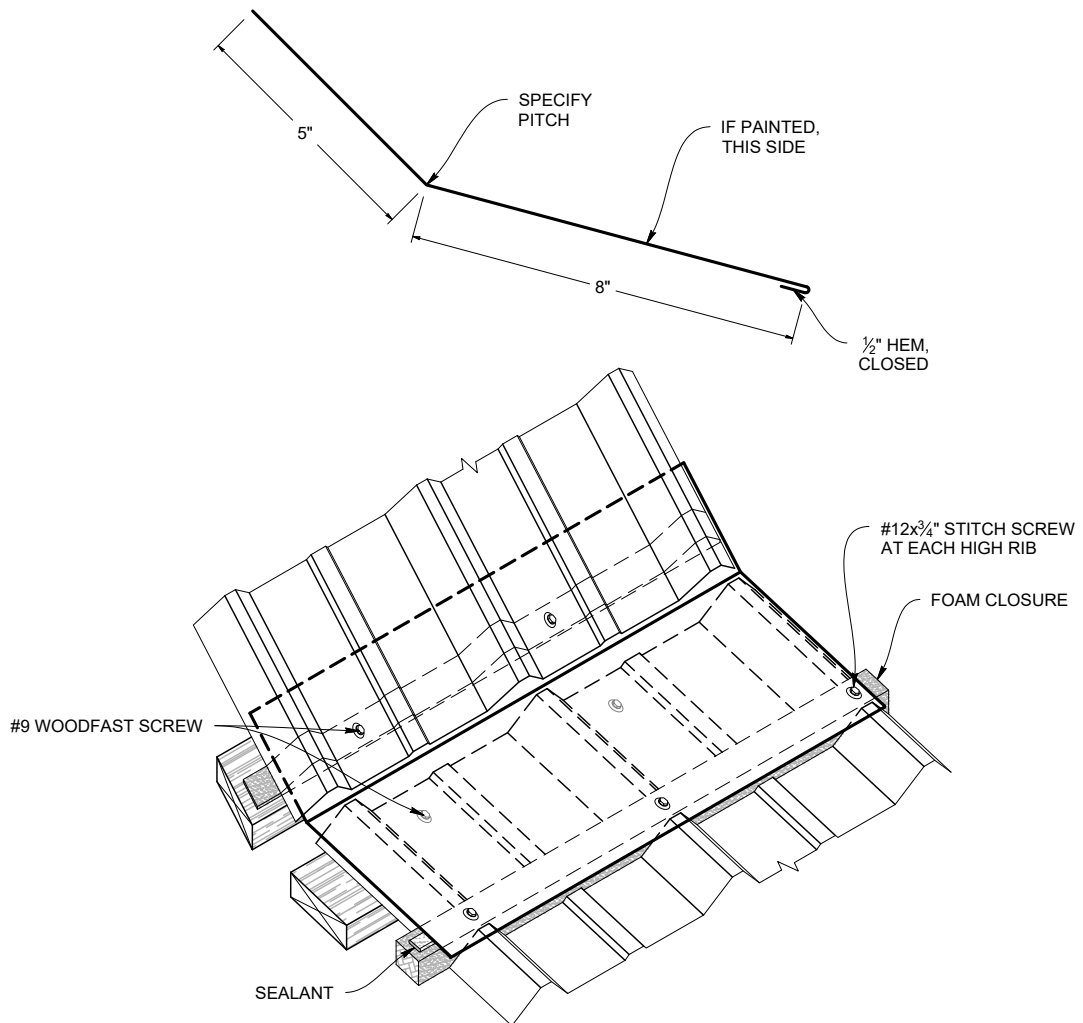 SPECIFY
PITCH
IF PAINTED,
THIS SIDE
5"
8"
½" HEM,
CLOSED
#12x¾" STITCH SCREW
AT EACH HIGH RIB
FOAM CLOSURE
#9 WOODFAST SCREW
SEALANT